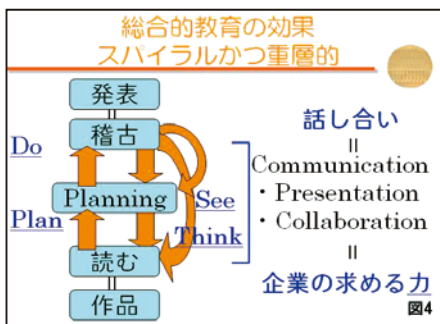 総合的教育の効果
スパイラルかつ重層的
発表
=
稽古
Do
Planning
See
Plan
Think
読む
=
作品
話し合い
=
Communication
・Presentation
・Collaboration
=
企業の求める力
図4